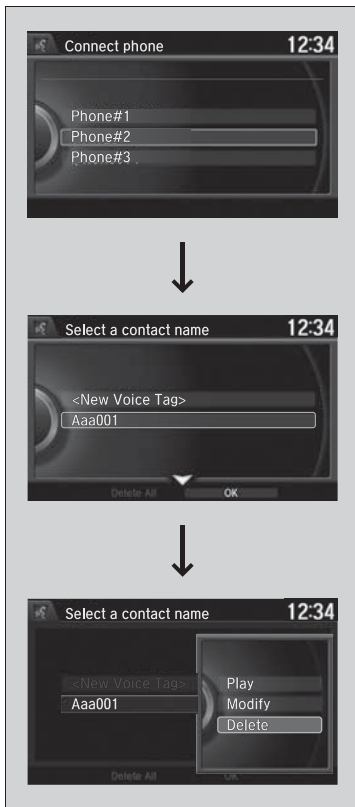 Connect phone 12:34
Phone#1
Phone#2
Phone#3
Select a contact name 12:34
<New Voice Tag>
Aaa001
Delete All OK
Select a contact name 12:34
<New Voice Tag> Play
Aaa001 Modify
Delete
Delete All OK